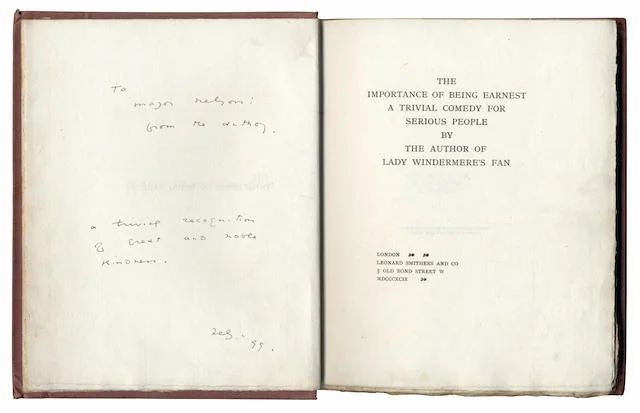 To
Major Nelson:
from the author.
a trivial recognition
of great and noble
kindness.
Feb. -
99.
THE
IMPORTANCE OF BEING EARNEST
A TRIVIAL COMEDY FOR
SERIOUS PEOPLE
BY
THE AUTHOR OF
LADY WINDERMERE'S FAN
LONDON
LEONARD SMITHERS AND CO
5 OLD BOND STREET W
MDCCCXCIX